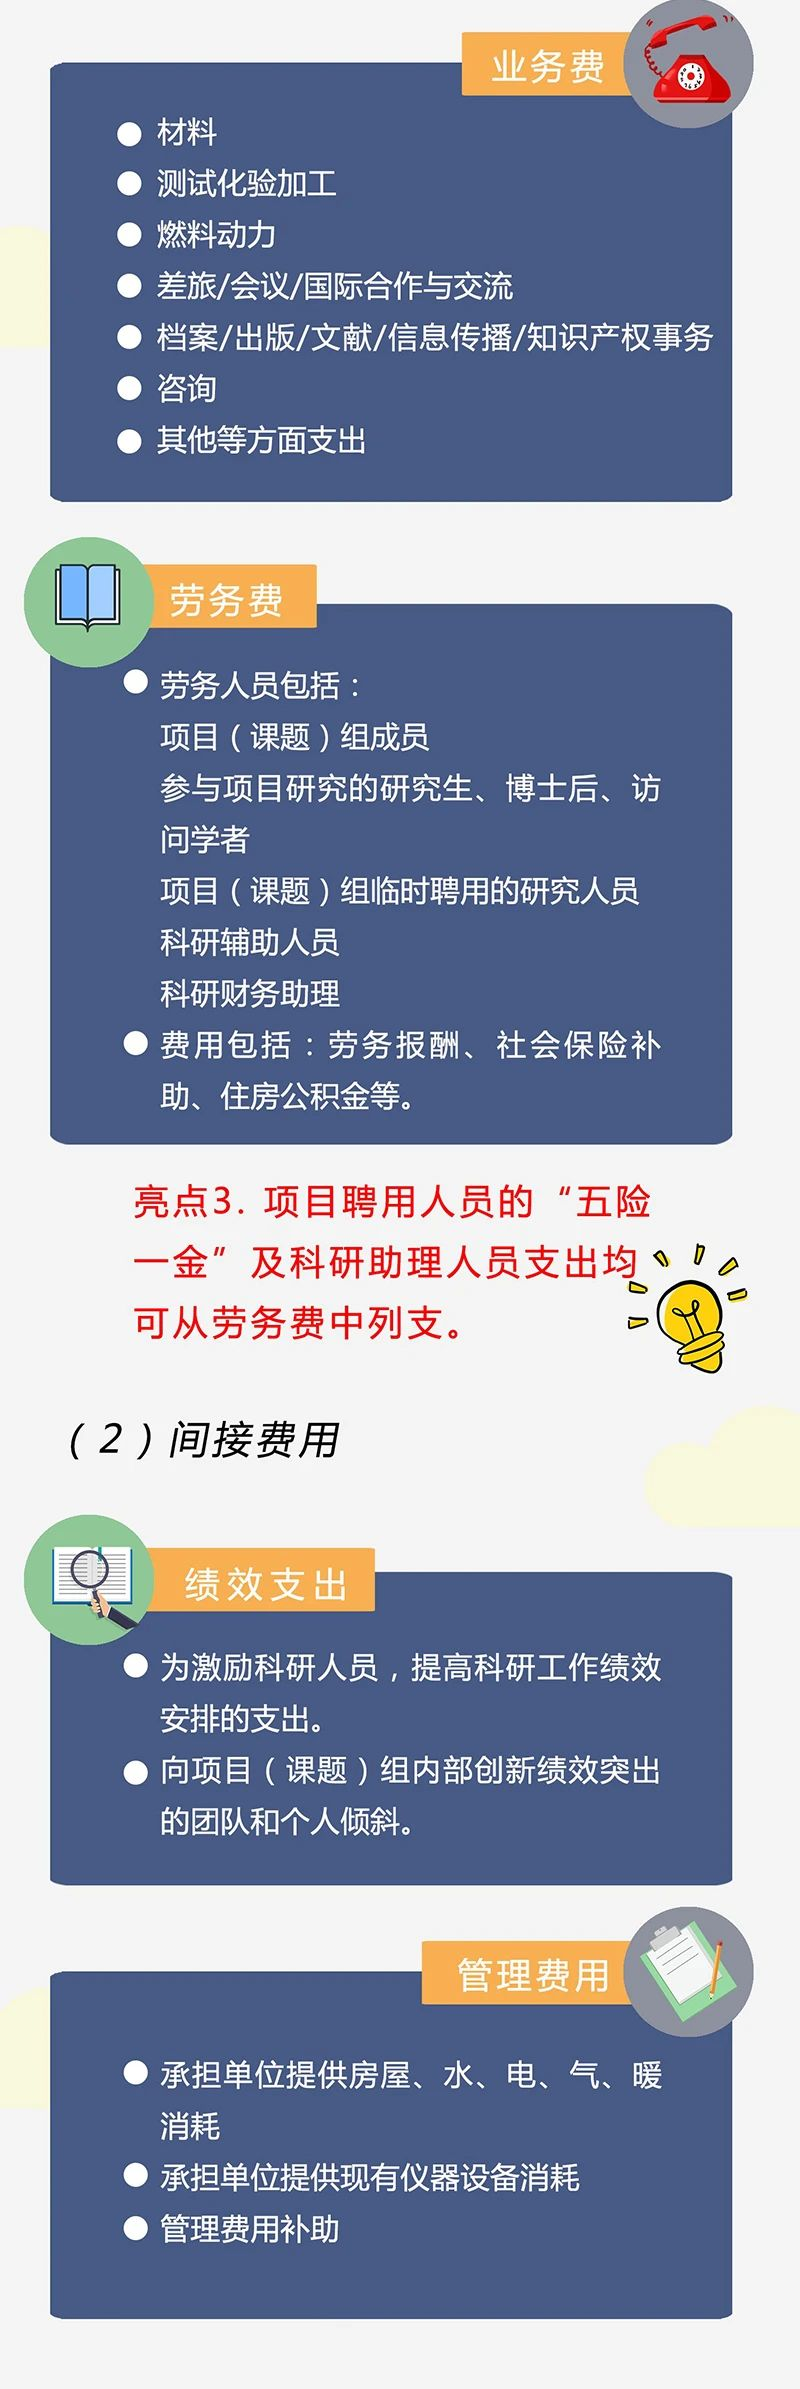 业务费
材料
测试化验加工
燃料动力
差旅/会议/国际合作与交流
档案/出版/文献/信息传播/知识产权事务
咨询
其他等方面支出
劳务费
劳务人员包括：
项目（课题）组成员
参与项目研究的研究生、博士后、访
问学者
项目（课题）组临时聘用的研究人员
科研辅助人员
科研财务助理
费用包括：劳务报酬、社会保险补
助、住房公积金等。
亮点3. 项目聘用人员的“五险
一金”及科研助理人员支出均
可从劳务费中列支。
（2）间接费用
绩效支出
为激励科研人员，提高科研工作绩效
安排的支出。
向项目（课题）组内部创新绩效突出
的团队和个人倾斜。
管理费用
承担单位提供房屋、水、电、气、暖
消耗
承担单位提供现有仪器设备消耗
管理费用补助